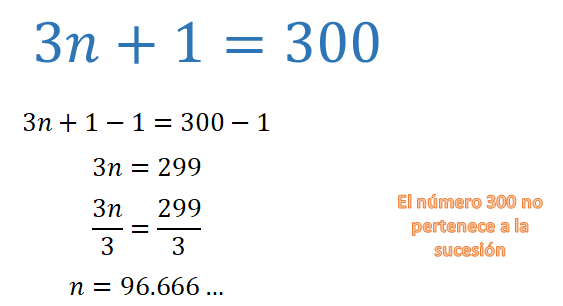 3n + 1 = 300
3n + 1 − 1 = 300 − 1
3n = 299
3n/3 = 299/3
n = 96.666 ...
El número 300 no
pertenece a la
sucesión